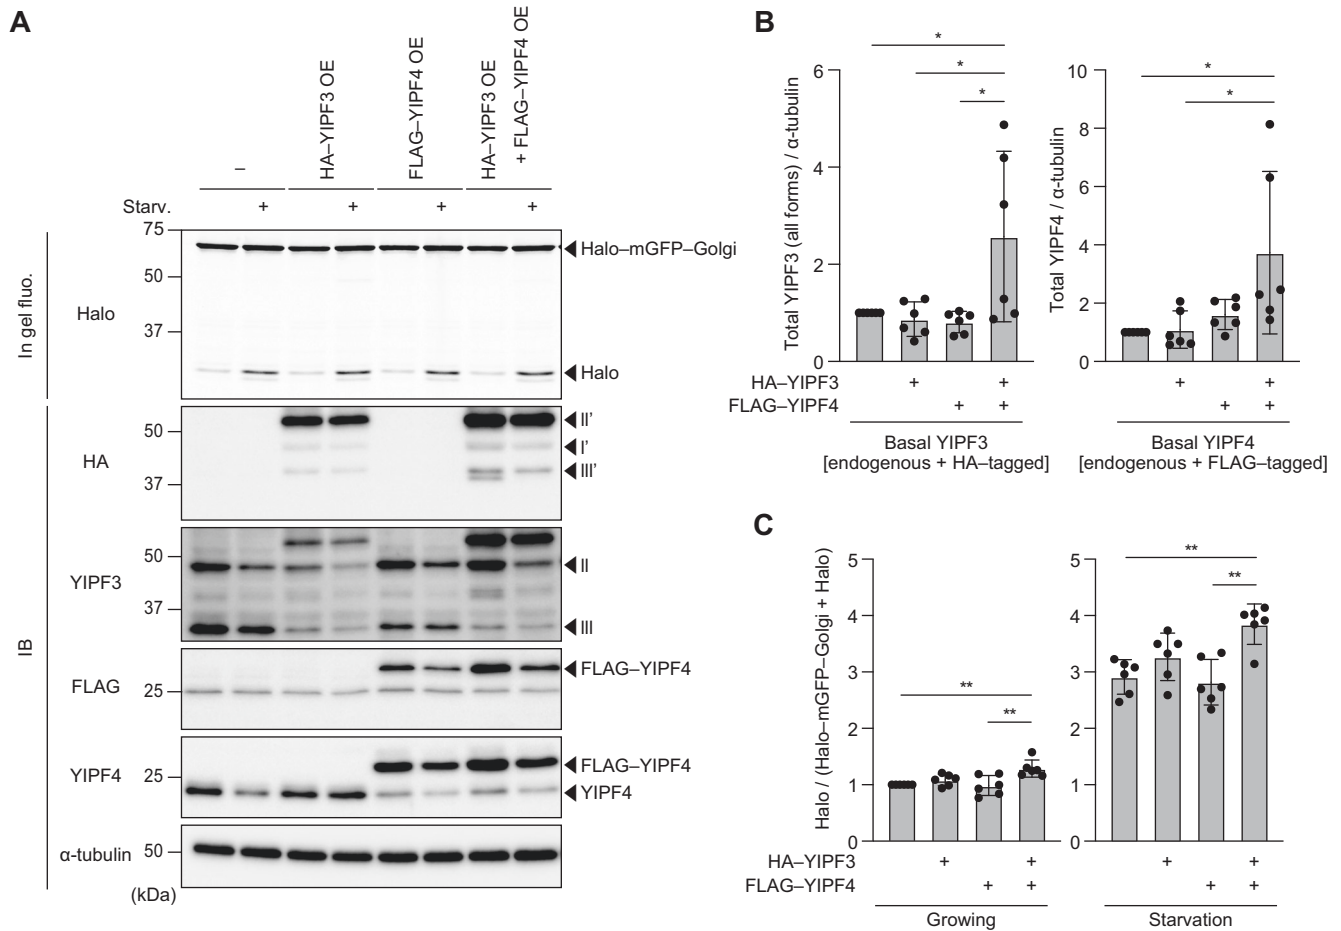 A
–
HA–YIPF3 OE
FLAG–YIPF4 OE
HA–YIPF3 OE
+ FLAG–YIPF4 OE
Starv. + + + +
In gel fluo.
Halo
75
50
37
Halo–mGFP–Golgi
Halo
IB
HA
50
37
II'
I'
III'
YIPF3
50
37
II
III
FLAG
25
FLAG–YIPF4
YIPF4
25
FLAG–YIPF4
YIPF4
α-tubulin
50
(kDa)
B
Total YIPF3 (all forms) / α-tubulin
6
4
2
0
*
*
*
Total YIPF4 / α-tubulin
10
8
6
4
2
0
*
*
HA–YIPF3 + + + +
FLAG–YIPF4 + + + +
Basal YIPF3
[endogenous + HA–tagged]
Basal YIPF4
[endogenous + FLAG–tagged]
C
Halo / (Halo–mGFP–Golgi + Halo)
5
4
3
2
1
0
**
**
5
4
3
2
1
0
**
**
HA–YIPF3 + + + +
FLAG–YIPF4 + + + +
Growing
Starvation